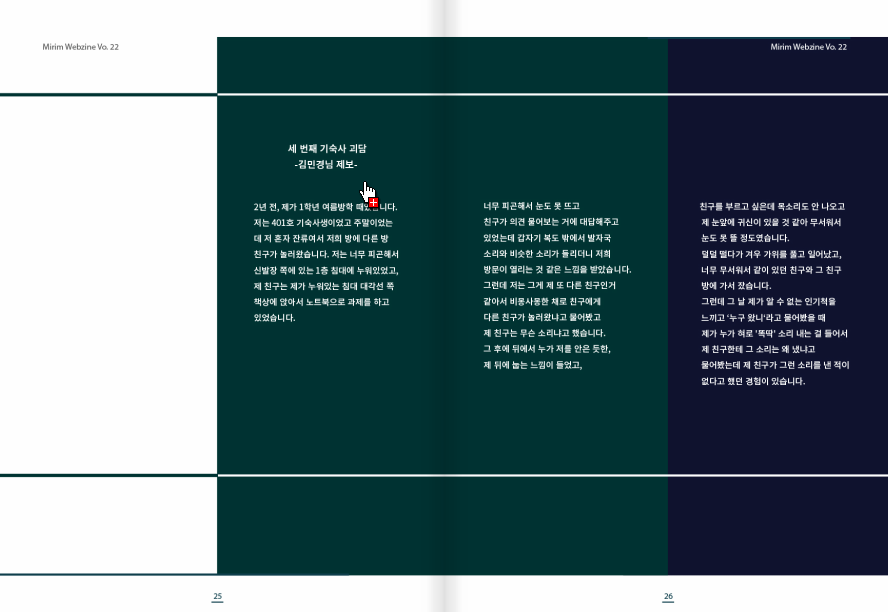 Mirim Webzine Vo. 22
Mirim Webzine Vo. 22
세 번째 기숙사 괴담
-김민경님 제보-
2년 전, 제가 1학년 여름방학 니다.
저는 401호 기숙사생이었고 주말이었는
데 저 혼자 잔류여서 저희 방에 다른 방
친구가 놀러왔습니다. 저는 너무 피곤해서
신발장 쪽에 있는 1층 침대에 누워있었고,
제 친구는 제가 누워있는 침대 대각선 쪽
책상에 앉아서 노트북으로 과제를 하고
있었습니다.
너무 피곤해서 눈도 못 뜨고
친구가 의견 물어보는 거에 대답해주고
있었는데 갑자기 복도 밖에서 발자국
소리와 비슷한 소리가 들리더니 저희
방문이 열리는 것 같은 느낌을 받았습니다.
그런데 저는 그게 제 또 다른 친구인거
같아서 비몽사몽한 채로 친구에게
다른 친구가 놀러왔냐고 물어봤고
제 친구는 무슨 소리냐고 했습니다.
그 후에 뒤에서 누가 저를 안은 듯한,
제 뒤에 눕는 느낌이 들었고,
친구를 부르고 싶은데 목소리도 안 나오고
제 눈앞에 귀신이 있을 것 같아 무서워서
눈도 못 뜰 정도였습니다.
덜덜 떨다가 겨우 가위를 풀고 일어났고,
너무 무서워서 같이 있던 친구와 그 친구
방에 가서 잤습니다.
그런데 그 날 제가 알 수 없는 인기척을
느끼고 '누구 왔니'라고 물어봤을 때
제가 누가 혀로 '똑딱' 소리 내는 걸 들어서
제 친구한테 그 소리는 왜 냈냐고
물어봤는데 제 친구가 그런 소리를 낸 적이
없다고 했던 경험이 있습니다.
25
26